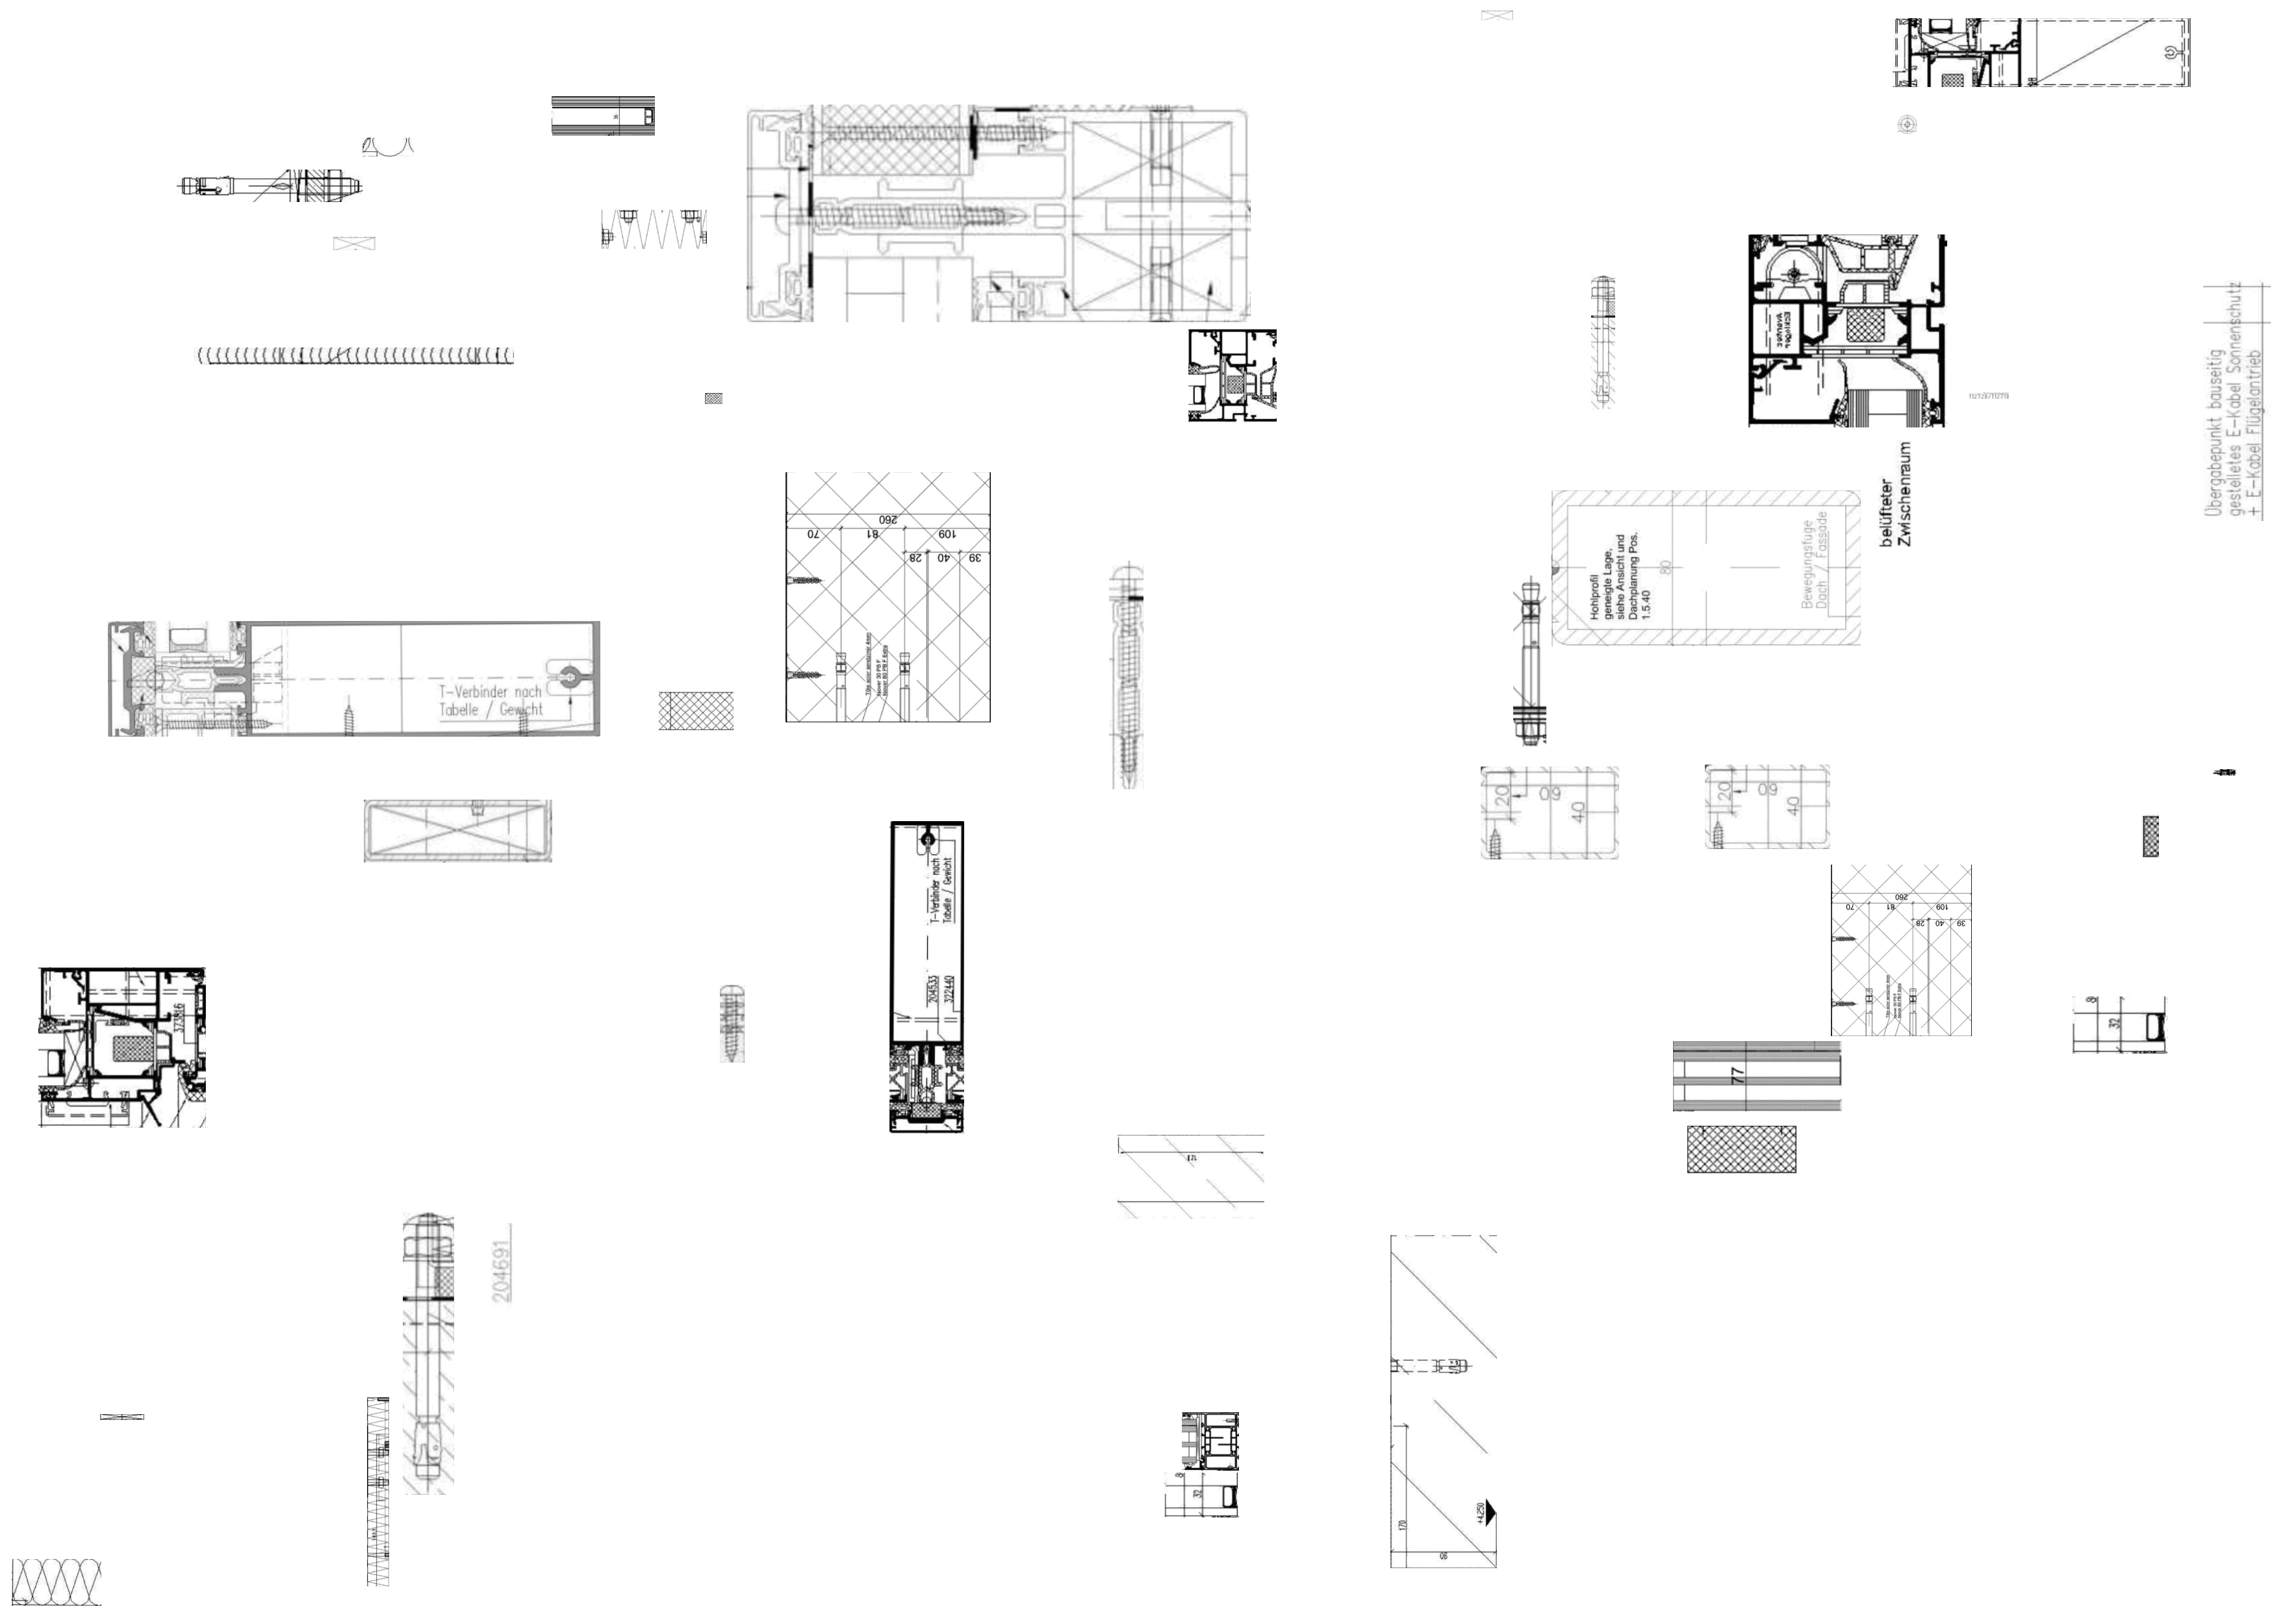 Übergabepunkt bauseitig
gestelletes E-Kabel Sonnenschutz
+ E-Kabel Flügelantrieb
belüfteter
Zwischenraum
Hohlprofil
geneigte Lage,
siehe Ansicht und
Dachplanung Pos.
1.5.40
80
Bewegungsfuge
Dach / Fassade
260
70
81
109
28
40
39
T-Verbinder nach
Tabelle / Gewicht
20
60
40
20
60
40
T-Verbinder nach
Tabelle / Gewicht
204533
322440
260
70
81
109
28
40
39
373816
8
32
77
204691
8
32
170
+4,250
90